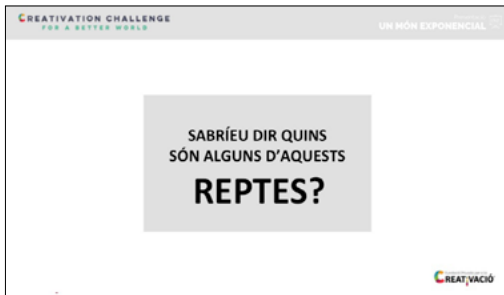 CREATIVATION CHALLENGE
FOR A BETTER WORLD
UN MÓN EXPONENCIAL
SABRÍEU DIR QUINS
SÓN ALGUNS D'AQUESTS
REPTES?
CREATIVACIÓ